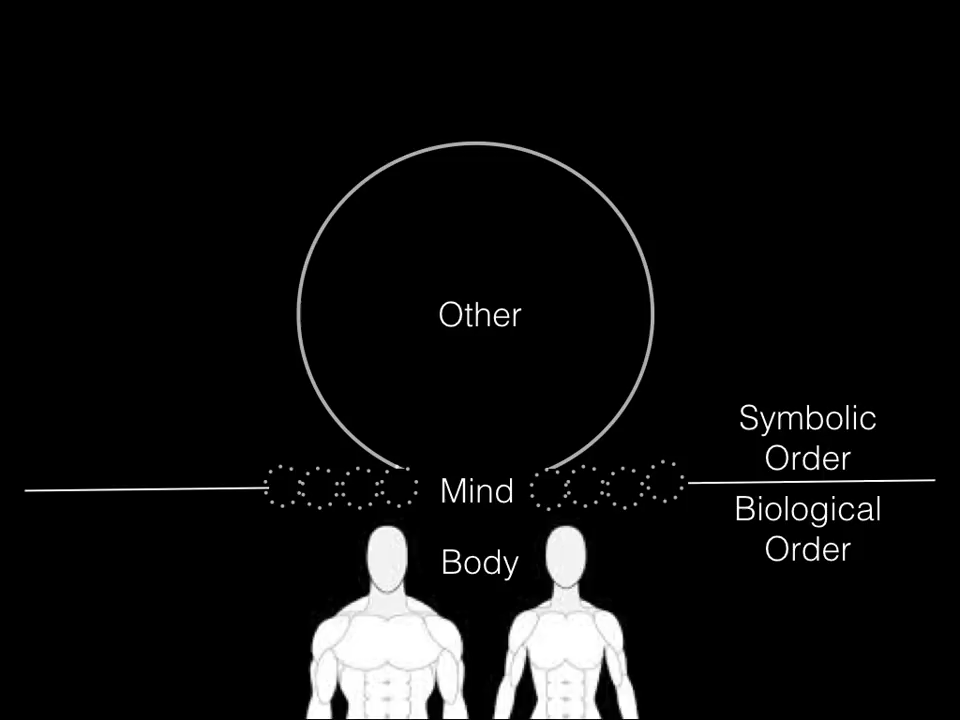 Other
Symbolic
Order
Mind
Biological
Order
Body